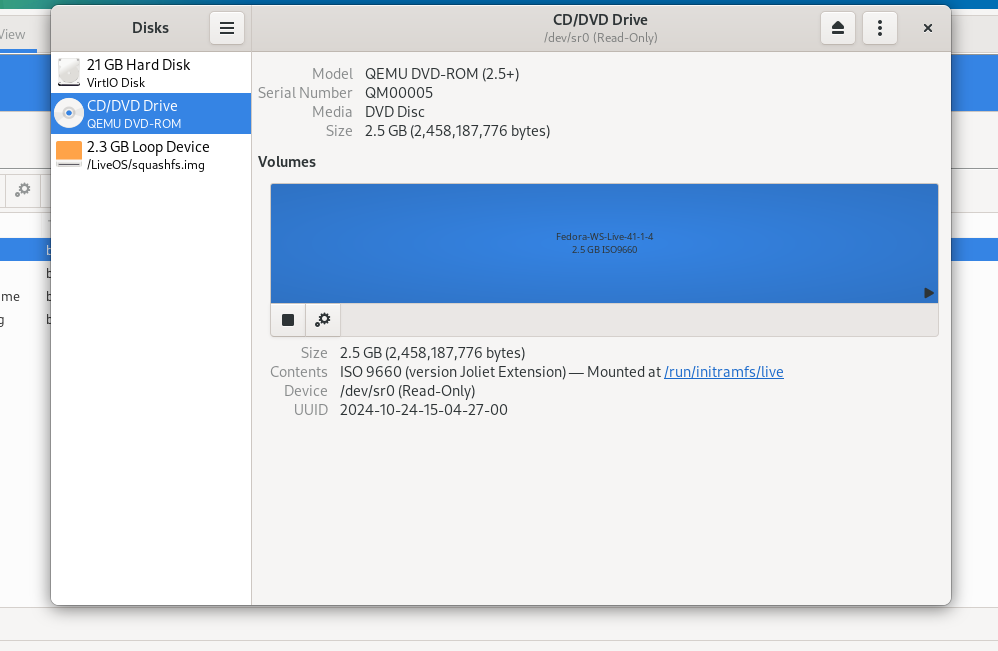 View
Disks
CD/DVD Drive
/dev/sr0 (Read-Only)
21 GB Hard Disk
VirtIO Disk
CD/DVD Drive
QEMU DVD-ROM
2.3 GB Loop Device
/LiveOS/squashfs.img
Model QEMU DVD-ROM (2.5+)
Serial Number QM00005
Media DVD Disc
Size 2.5 GB (2,458,187,776 bytes)
Volumes
Fedora-WS-Live-41-1-4
2.5 GB ISO9660
Size 2.5 GB (2,458,187,776 bytes)
Contents ISO 9660 (version Joliet Extension) — Mounted at /run/initramfs/live
Device /dev/sr0 (Read-Only)
UUID 2024-10-24-15-04-27-00